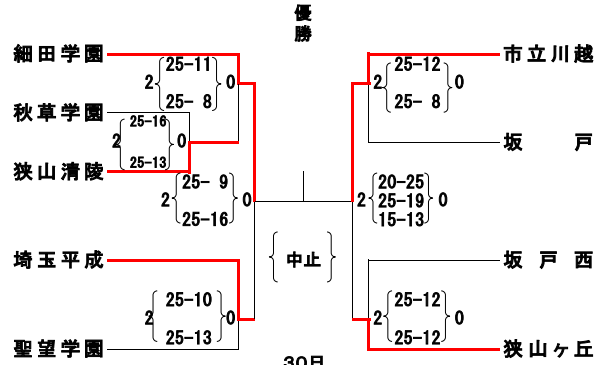 優
勝
細田学園
2 25-11 0
25- 8
市立川越
2 25-12 0
25- 8
秋草学園
2 25-16 0
25-13
坂 戸
狭山清陵
2 25- 9 0
25-16
2 20-25 0
25-19
15-13
中止
埼玉平成
坂 戸 西
2 25-10 0
25-13
2 25-12 0
25-12
聖望学園
狭山ヶ丘
30日